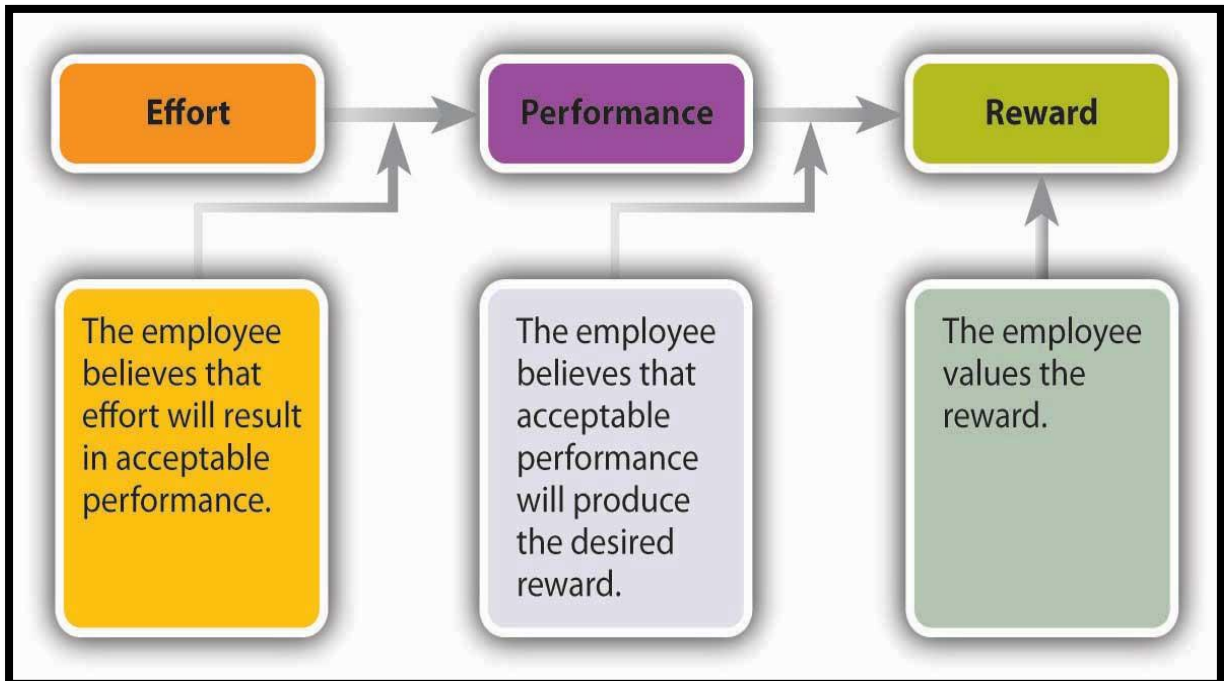 Effort
Performance
Reward
The employee
believes that
effort will result
in acceptable
performance.
The employee
believes that
acceptable
performance
will produce
the desired
reward.
The employee
values the
reward.